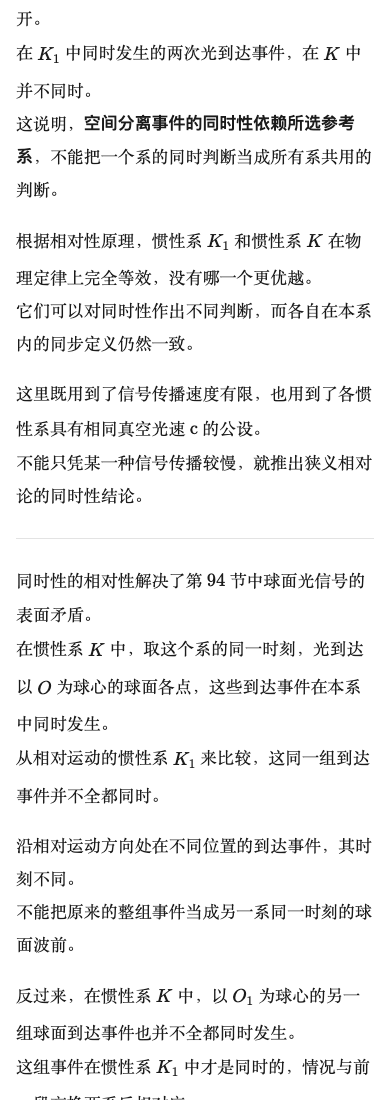 开。
在 K₁ 中同时发生的两次光到达事件，在 K 中
并不同时。
这说明，空间分离事件的同时性依赖所选参考
系，不能把一个系的同时判断当成所有系共用的
判断。
根据相对性原理，惯性系 K₁ 和惯性系 K 在物
理定律上完全等效，没有哪一个更优越。
它们可以对同时性作出不同判断，而各自在本系
内的同步定义仍然一致。
这里既用到了信号传播速度有限，也用到了各惯
性系具有相同真空光速 c 的公设。
不能只凭某一种信号传播较慢，就推出狭义相对
论的同时性结论。
同时性的相对性解决了第 94 节中球面光信号的
表面矛盾。
在惯性系 K 中，取这个系的同一时刻，光到达
以 O 为球心的球面各点，这些到达事件在本系
中同时发生。
从相对运动的惯性系 K₁ 来比较，这同一组到达
事件并不全都同时。
沿相对运动方向处在不同位置的到达事件，其时
刻不同。
不能把原来的整组事件当成另一系同一时刻的球
面波前。
反过来，在惯性系 K 中，以 O₁ 为球心的另一
组球面到达事件也并不全都同时发生。
这组事件在惯性系 K₁ 中才是同时的，情况与前